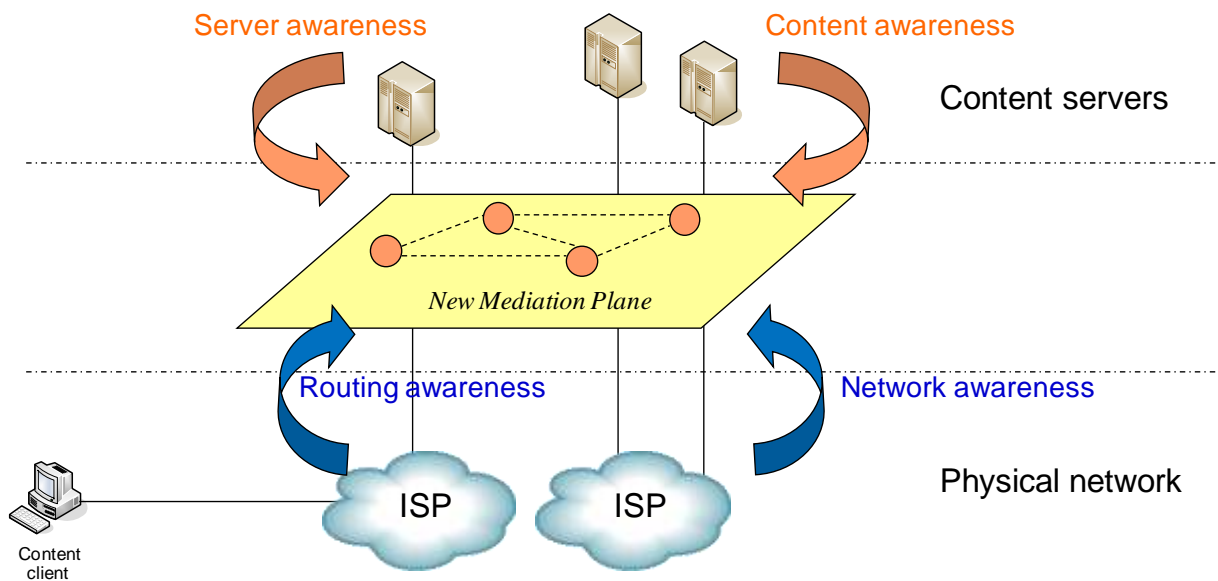 Server awareness
Content awareness
Content servers
New Mediation Plane
Routing awareness
Network awareness
ISP
ISP
Physical network
Content
client